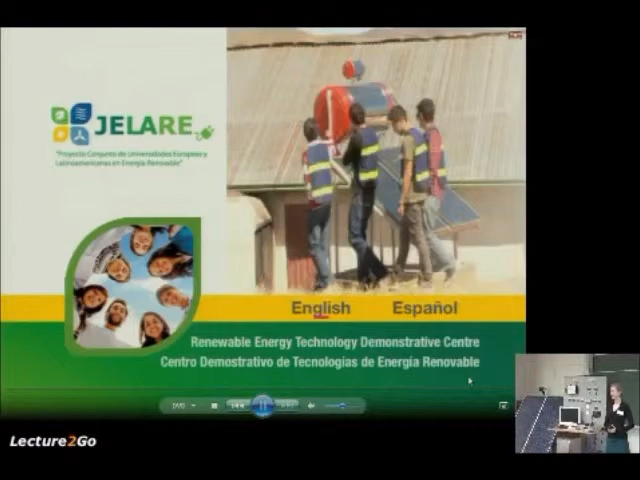 JELARE
"Proyecto Conjunto de Universidades Europeas y
Latinoamericanas en Energía Renovable"
English Español
Renewable Energy Technology Demonstrative Centre
Centro Demostrativo de Tecnologías de Energía Renovable
DVD
Lecture2Go